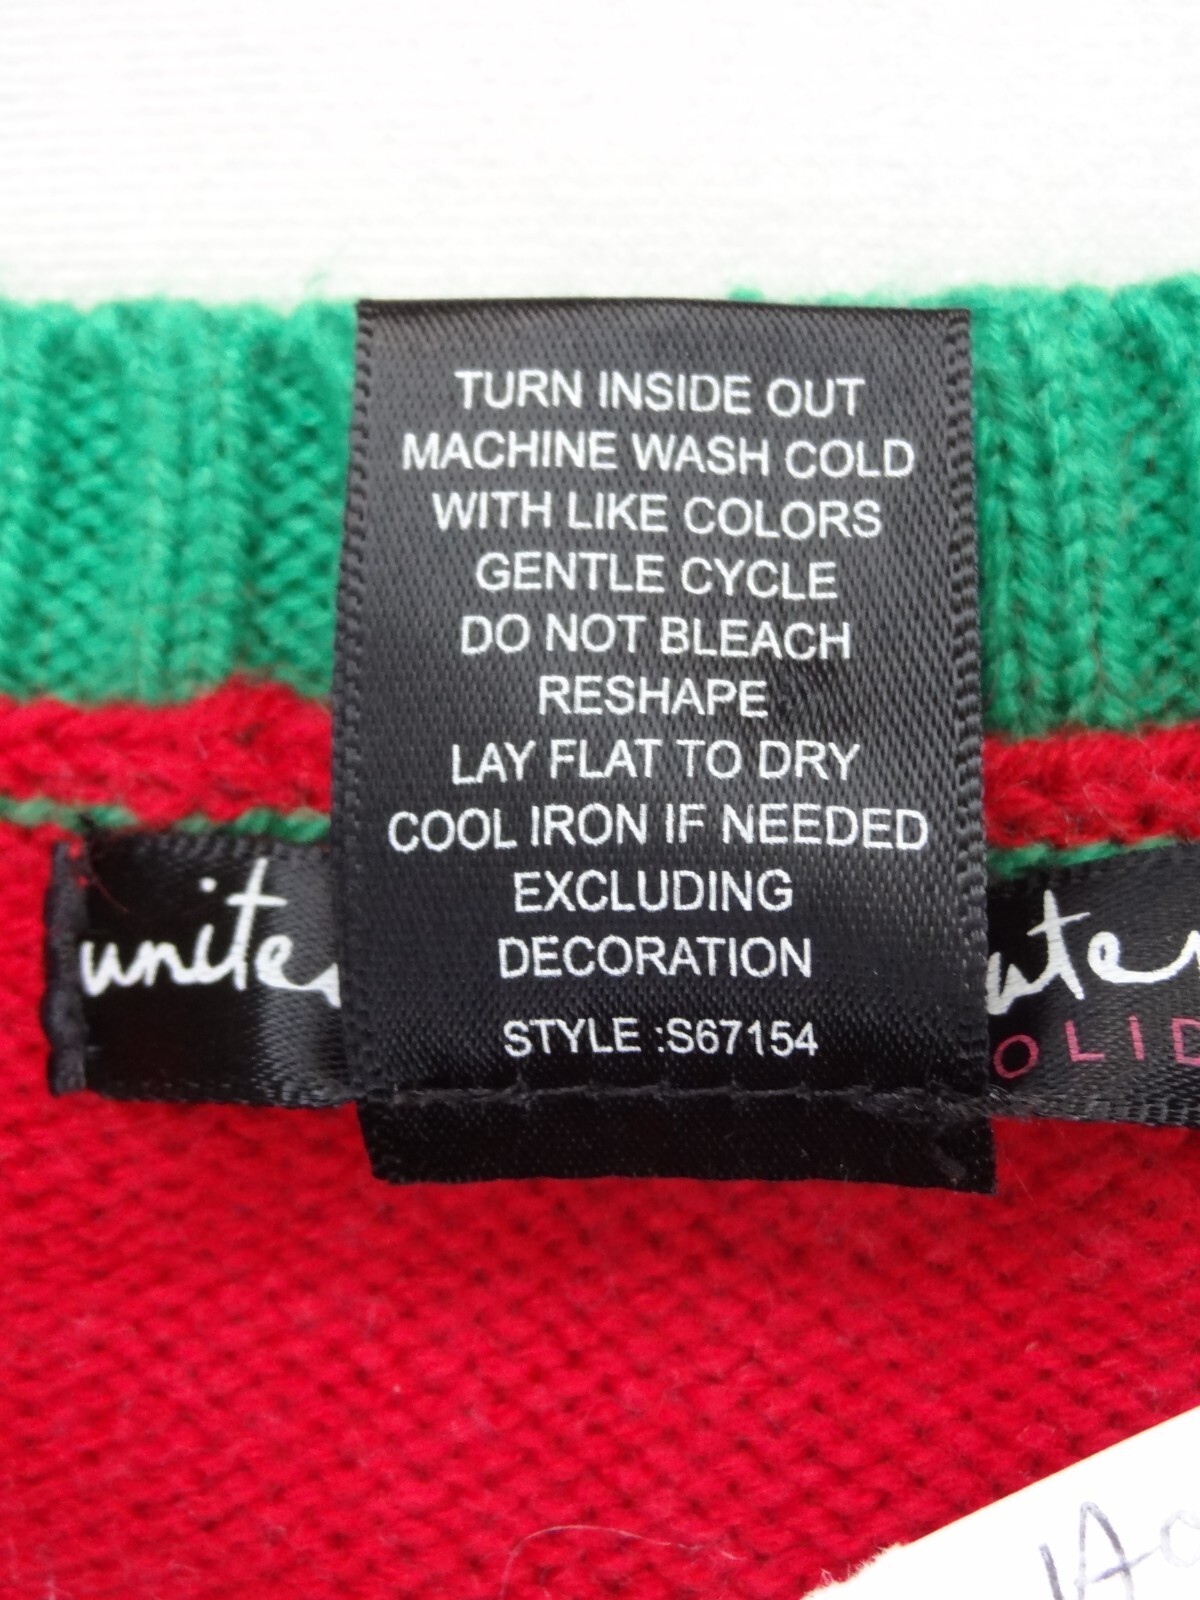 TURN INSIDE OUT
MACHINE WASH COLD
WITH LIKE COLORS
GENTLE CYCLE
DO NOT BLEACH
RESHAPE
LAY FLAT TO DRY
COOL IRON IF NEEDED
EXCLUDING
DECORATION
STYLE :S67154